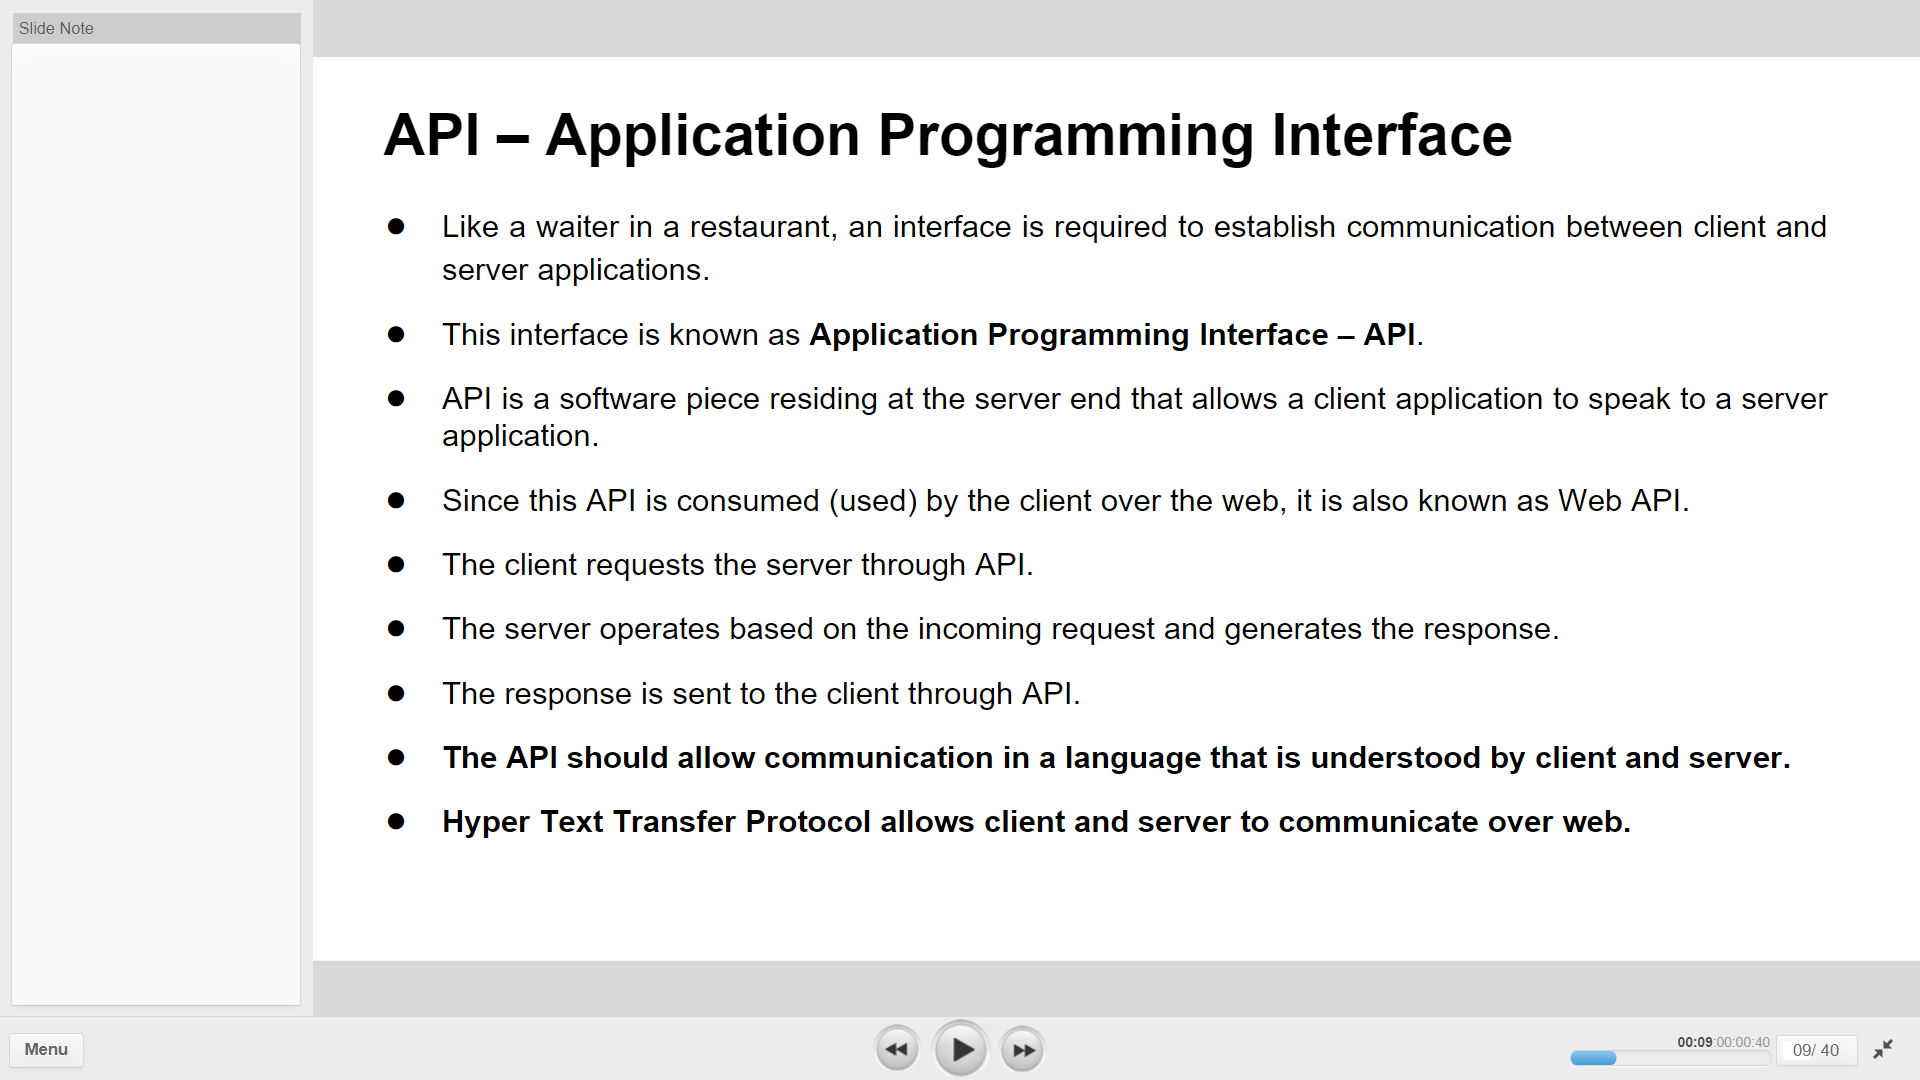 Slide Note
API – Application Programming Interface
● Like a waiter in a restaurant, an interface is required to establish communication between client and
server applications.
● This interface is known as Application Programming Interface – API.
● API is a software piece residing at the server end that allows a client application to speak to a server
application.
● Since this API is consumed (used) by the client over the web, it is also known as Web API.
● The client requests the server through API.
● The server operates based on the incoming request and generates the response.
● The response is sent to the client through API.
● The API should allow communication in a language that is understood by client and server.
● Hyper Text Transfer Protocol allows client and server to communicate over web.
Menu
00:09:00:00:40
09/ 40